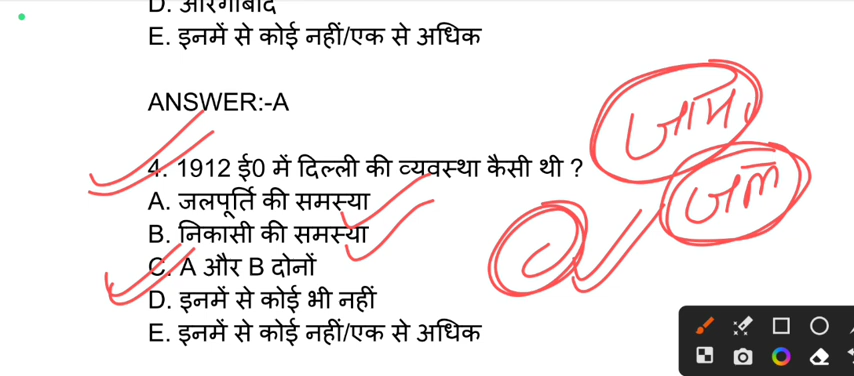 D. औरंगाबाद
E. इनमें से कोई नहीं/एक से अधिक
ANSWER:-A
4. 1912 ई0 में दिल्ली की व्यवस्था कैसी थी ?
A. जलपूर्ति की समस्या
B. निकासी की समस्या
C. A और B दोनों
D. इनमें से कोई भी नहीं
E. इनमें से कोई नहीं/एक से अधिक
जाम
जल
C